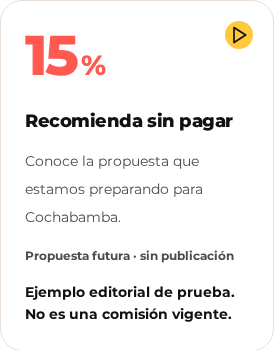 15%
Recomienda sin pagar
Conoce la propuesta que
estamos preparando para
Cochabamba.
Propuesta futura · sin publicación
Ejemplo editorial de prueba.
No es una comisión vigente.